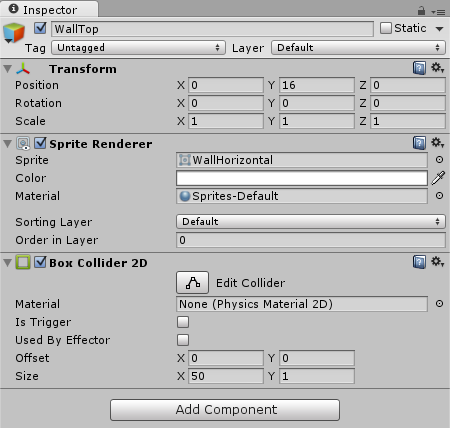 Inspector
WallTop Static
Tag Untagged Layer Default
Transform
Position X 0 Y 16 Z 0
Rotation X 0 Y 0 Z 0
Scale X 1 Y 1 Z 1
Sprite Renderer
Sprite WallHorizontal
Color
Material Sprites-Default
Sorting Layer Default
Order in Layer 0
Box Collider 2D
Edit Collider
Material None (Physics Material 2D)
Is Trigger
Used By Effector
Offset X 0 Y 0
Size X 50 Y 1
Add Component